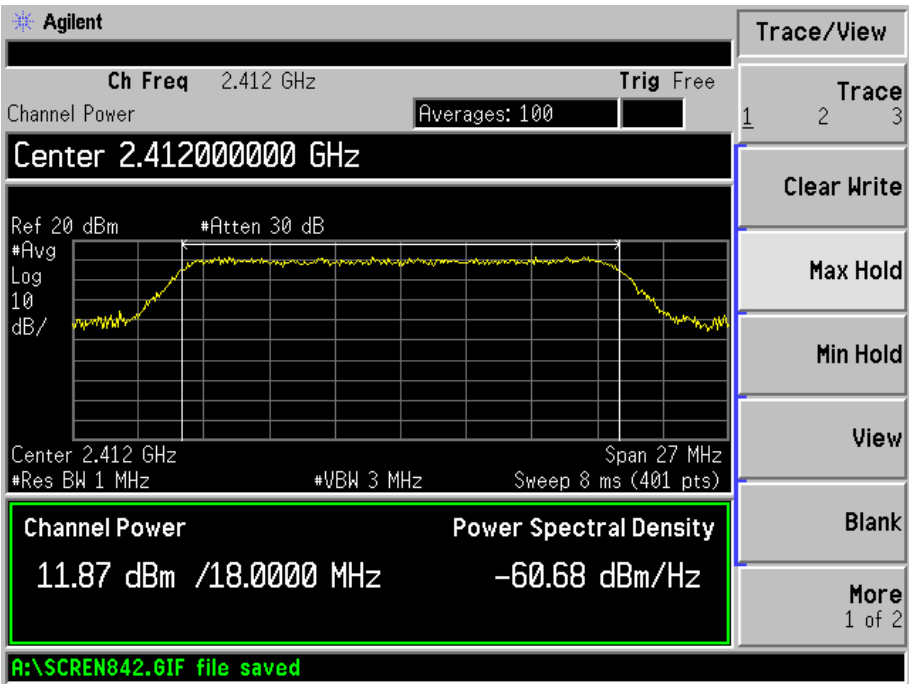 Agilent
Ch Freq 2.412 GHz Trig Free
Channel Power Averages: 100
Center 2.412000000 GHz
Ref 20 dBm #Atten 30 dB
#Avg
Log
10
dB/
Center 2.412 GHz Span 27 MHz
#Res BW 1 MHz #VBW 3 MHz Sweep 8 ms (401 pts)
Channel Power Power Spectral Density
11.87 dBm /18.0000 MHz -60.68 dBm/Hz
A:\SCREN842.GIF file saved
Trace/View
Trace
1 2 3
Clear Write
Max Hold
Min Hold
View
Blank
More
1 of 2